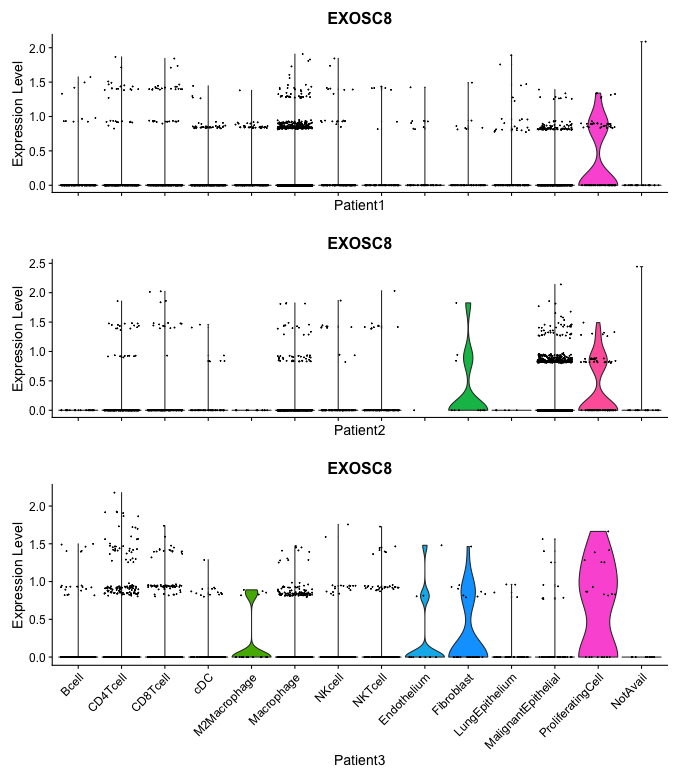 EXOSC8
Expression Level
2.0
1.5
1.0
0.5
0.0
Patient1
EXOSC8
Expression Level
2.5
2.0
1.5
1.0
0.5
0.0
Patient2
EXOSC8
Expression Level
2.0
1.5
1.0
0.5
0.0
Bcell
CD4Tcell
CD8Tcell
cDC
M2Macrophage
Macrophage
NKcell
NKTcell
Endothelium
Fibroblast
LungEpithelium
MalignantEpithelial
ProliferatingCell
NotAvail
Patient3